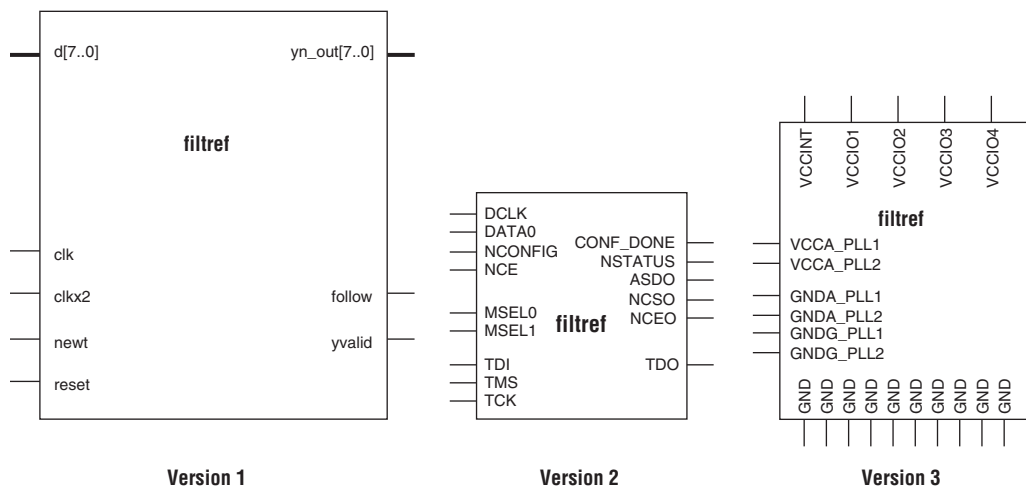 d[7..0] yn_out[7..0]
filtref
clk
clkx2 follow
newt yvalid
reset
Version 1
DCLK
DATA0
NCONFIG
NCE
CONF_DONE
NSTATUS
ASDO
NCSO
NCEO
MSEL0
MSEL1
filtref
TDI TDO
TMS
TCK
Version 2
VCCINT
VCCIO1
VCCIO2
VCCIO3
VCCIO4
filtref
VCCA_PLL1
VCCA_PLL2
GNDA_PLL1
GNDA_PLL2
GNDG_PLL1
GNDG_PLL2
GND
GND
GND
GND
GND
GND
GND
GND
GND
GND
Version 3